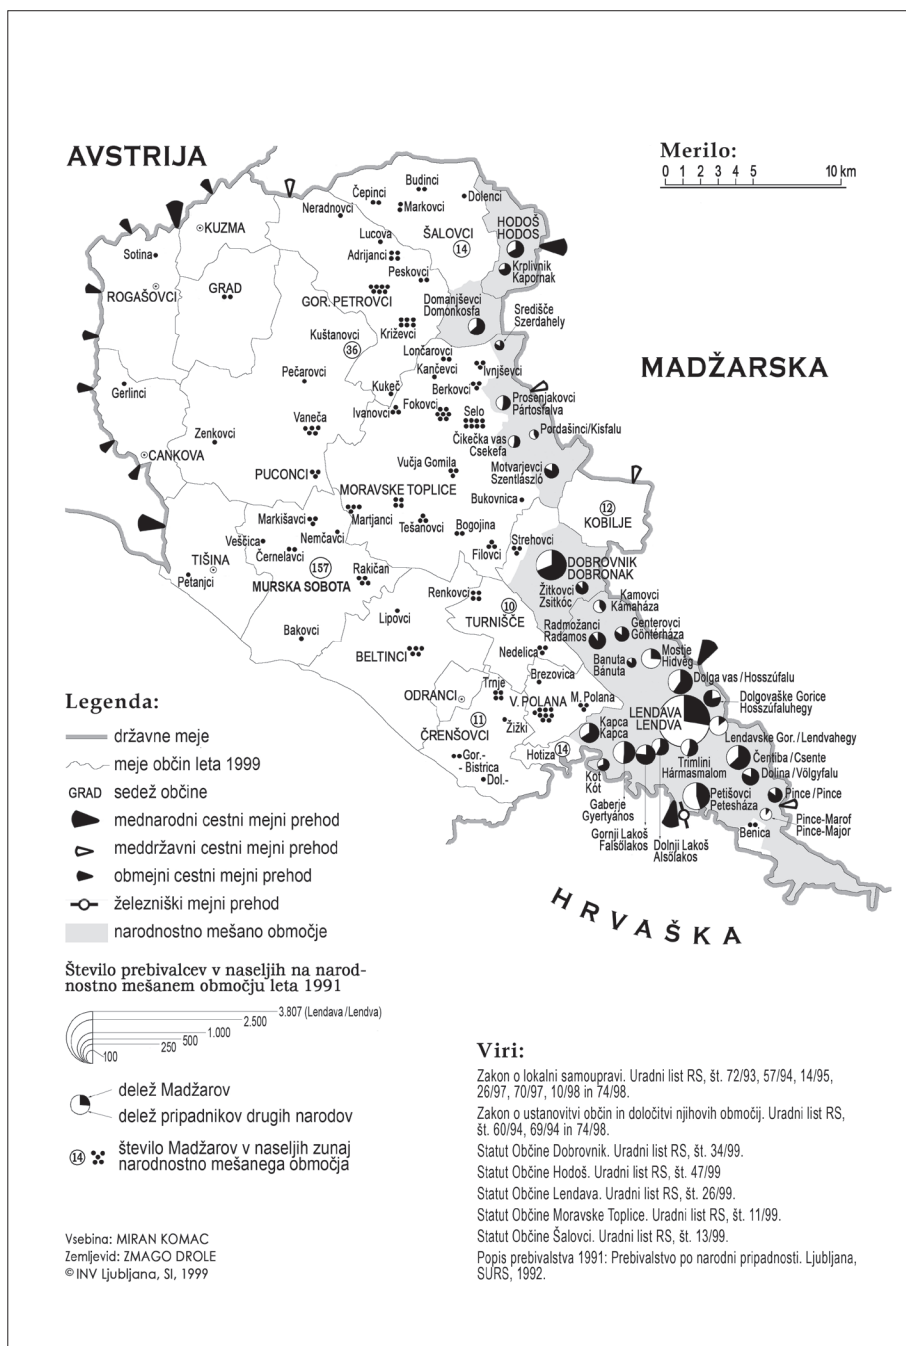 AVSTRIJA
Merilo:
0 1 2 3 4 5 10 km
Budinci
Čepinci
Dolenci
Neradnovci
Markovci
HODOŠ
HODOS
KUZMA
Lucova
ŠALOVCI
14
Sotina
Adrijanci
Krplivnik
Kapornak
Peskovci
GRAD
ROGAŠOVCI
GOR. PETROVCI
Domanjševci
Domonkosfa
Središče
Szerdahely
Kuštanovci
Križevci
36
MADŽARSKA
Lončarovci
Kančevci
Ivnjševci
Pečarovci
Kukeč
Berkovci
Gerlinci
Prosenjakovci
Pártosfalva
Ivanovci
Fokovci
Selo
Vaneča
Pordašinci/Kisfalu
Zenkovci
Čikečka vas
Csekefa
CANKOVA
Vučja Gomila
Motvarjevci
Szentlászló
PUCONCI
MORAVSKE TOPLICE
Bukovnica
12
KOBILJE
Markišavci
Martjanci
Tešanovci
Bogojina
Veščica
Nemčavci
Strehovci
Černelavci
Filovci
TIŠINA
157
Rakičan
DOBROVNIK
DOBRONAK
Petanjci
MURSKA SOBOTA
Žitkovci
Zsitkóc
Renkovci
Kamovci
Kámaháza
10
Lipovci
TURNIŠČE
Radmožanci
Radamos
Genterovci
Göntérháza
Bakovci
Mostje
Hidvég
BELTINCI
Nedelica
Banuta
Bánuta
Brezovica
Dolga vas / Hosszúfalu
Trnje
ODRANCI
V. POLANA
M. Polana
Dolgovaške Gorice
Hosszúfaluhegy
LENDAVA
LENDVA
11
ČRENŠOVCI
Žižki
Kapca
Kapca
Lendavske Gor. / Lendvahegy
Hotiza
14
Trimlini
Hármasmalom
Čentiba / Csente
Gor.-
- Bistrica
Dol.-
Dolina / Völgyfalu
Kot
Kót
Petišovci
Petesháza
Pince / Pince
Gaberje
Gyertyános
Pince-Marof
Pince-Major
Benica
Gornji Lakoš
Falsőlakos
Dolnji Lakoš
Alsőlakos
HRVAŠKA
Legenda:
državne meje
meje občin leta 1999
GRAD sedež občine
mednarodni cestni mejni prehod
meddržavni cestni mejni prehod
obmejni cestni mejni prehod
železniški mejni prehod
narodnostno mešano območje
Število prebivalcev v naseljih na narod-
nostno mešanem območju leta 1991
3.807 (Lendava/Lendva)
2.500
1.000
500
250
100
delež Madžarov
delež pripadnikov drugih narodov
14 število Madžarov v naseljih zunaj
narodnostno mešanega območja
Vsebina: MIRAN KOMAC
Zemljevid: ZMAGO DROLE
© INV Ljubljana, SI, 1999
Viri:
Zakon o lokalni samoupravi. Uradni list RS, št. 72/93, 57/94, 14/95,
26/97, 70/97, 10/98 in 74/98.
Zakon o ustanovitvi občin in določitvi njihovih območij. Uradni list RS,
št. 60/94, 69/94 in 74/98.
Statut Občine Dobrovnik. Uradni list RS, št. 34/99.
Statut Občine Hodoš. Uradni list RS, št. 47/99
Statut Občine Lendava. Uradni list RS, št. 26/99.
Statut Občine Moravske Toplice. Uradni list RS, št. 11/99.
Statut Občine Šalovci. Uradni list RS, št. 13/99.
Popis prebivalstva 1991: Prebivalstvo po narodni pripadnosti. Ljubljana,
SURS, 1992.